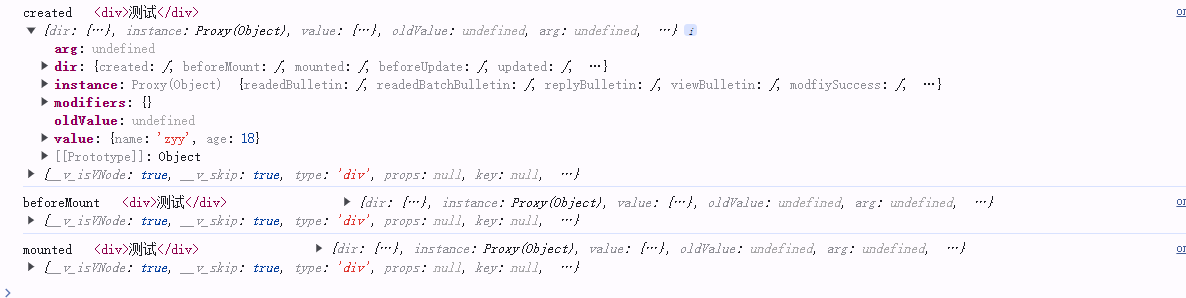 created <div>测试</div> or
▼ {dir: {…}, instance: Proxy(Object), value: {…}, oldValue: undefined, arg: undefined, …} i
arg: undefined
▶ dir: {created: ƒ, beforeMount: ƒ, mounted: ƒ, beforeUpdate: ƒ, updated: ƒ, …}
▶ instance: Proxy(Object) {readedBulletin: ƒ, readedBatchBulletin: ƒ, replyBulletin: ƒ, viewBulletin: ƒ, modfiySuccess: ƒ, …}
▶ modifiers: {}
oldValue: undefined
▶ value: {name: 'zyy', age: 18}
▶ [[Prototype]]: Object
▶ {__v_isVNode: true, __v_skip: true, type: 'div', props: null, key: null, …}
beforeMount <div>测试</div> ▶ {dir: {…}, instance: Proxy(Object), value: {…}, oldValue: undefined, arg: undefined, …} or
▶ {__v_isVNode: true, __v_skip: true, type: 'div', props: null, key: null, …}
mounted <div>测试</div> ▶ {dir: {…}, instance: Proxy(Object), value: {…}, oldValue: undefined, arg: undefined, …} or
▶ {__v_isVNode: true, __v_skip: true, type: 'div', props: null, key: null, …}
>